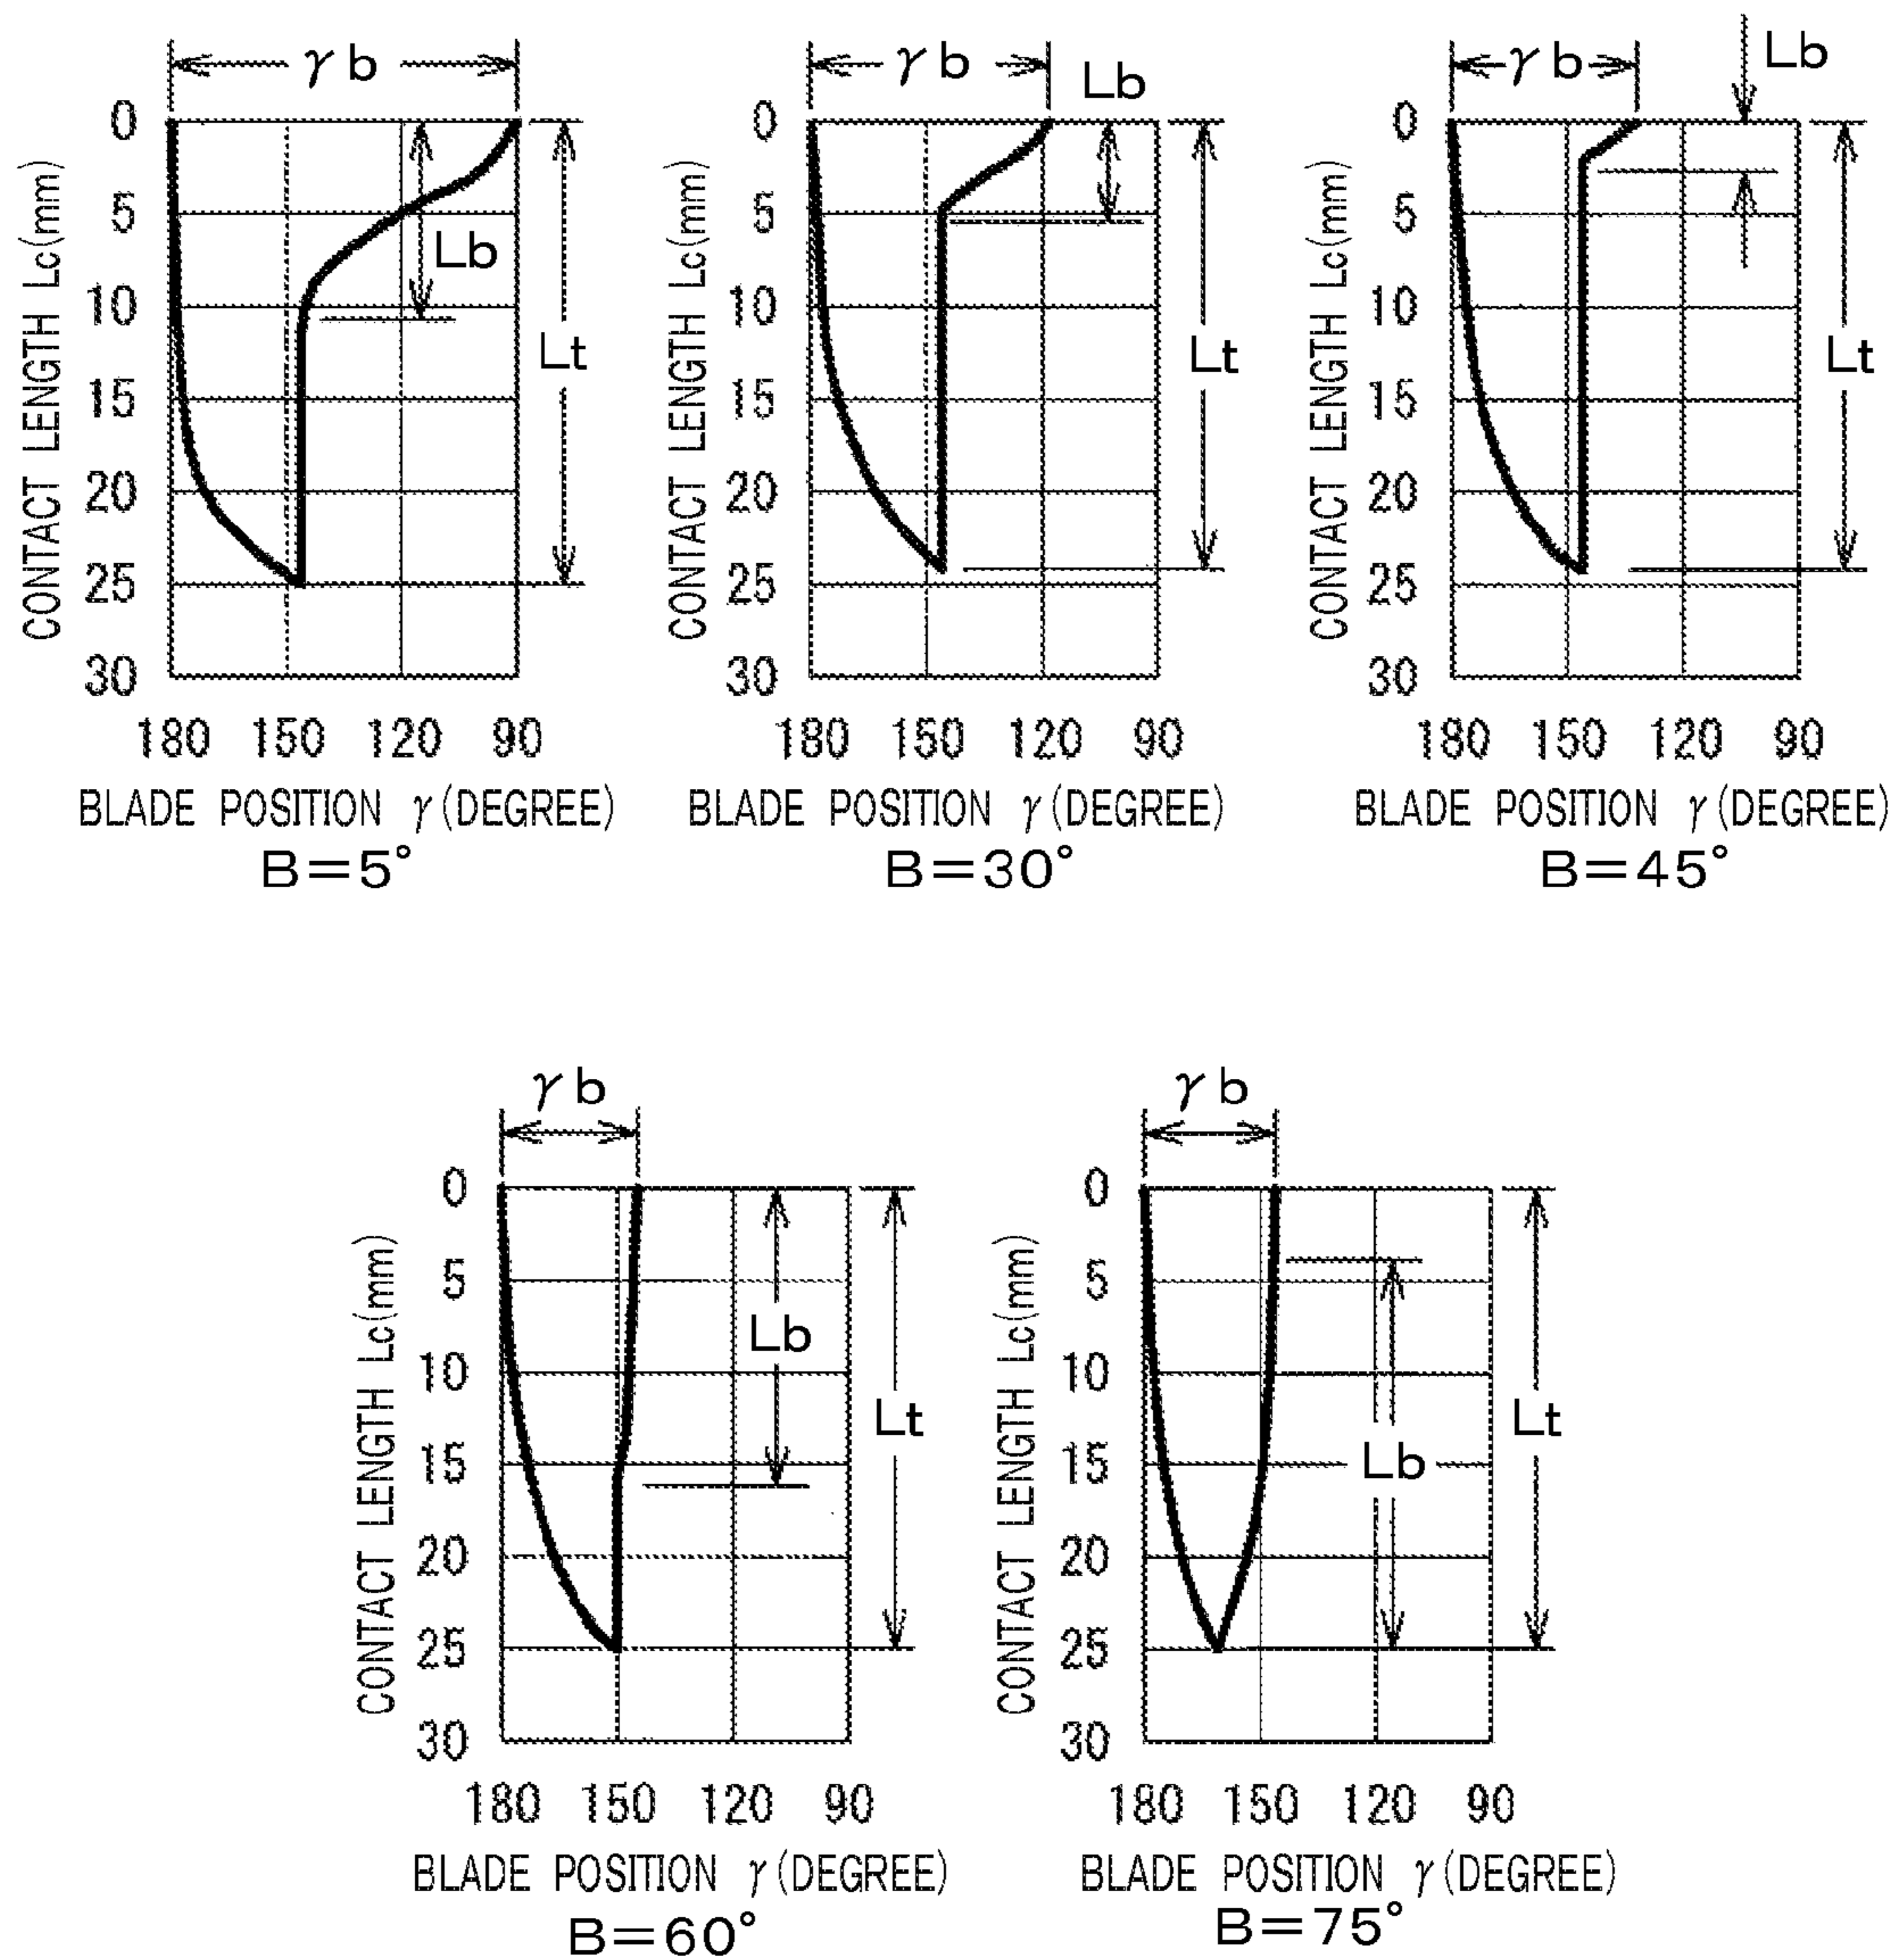 γb
0
5
10
15
20
25
30
Lb
Lt
CONTACT LENGTH Lc(mm)
180 150 120 90
BLADE POSITION γ(DEGREE)
B=5°
γb
0
5
10
15
20
25
30
Lb
Lt
CONTACT LENGTH Lc(mm)
180 150 120 90
BLADE POSITION γ(DEGREE)
B=30°
γb
0
5
10
15
20
25
30
Lb
Lt
CONTACT LENGTH Lc(mm)
180 150 120 90
BLADE POSITION γ(DEGREE)
B=45°
γb
0
5
10
15
20
25
30
Lb
Lt
CONTACT LENGTH Lc(mm)
180 150 120 90
BLADE POSITION γ(DEGREE)
B=60°
γb
0
5
10
15
20
25
30
Lb
Lt
CONTACT LENGTH Lc(mm)
180 150 120 90
BLADE POSITION γ(DEGREE)
B=75°